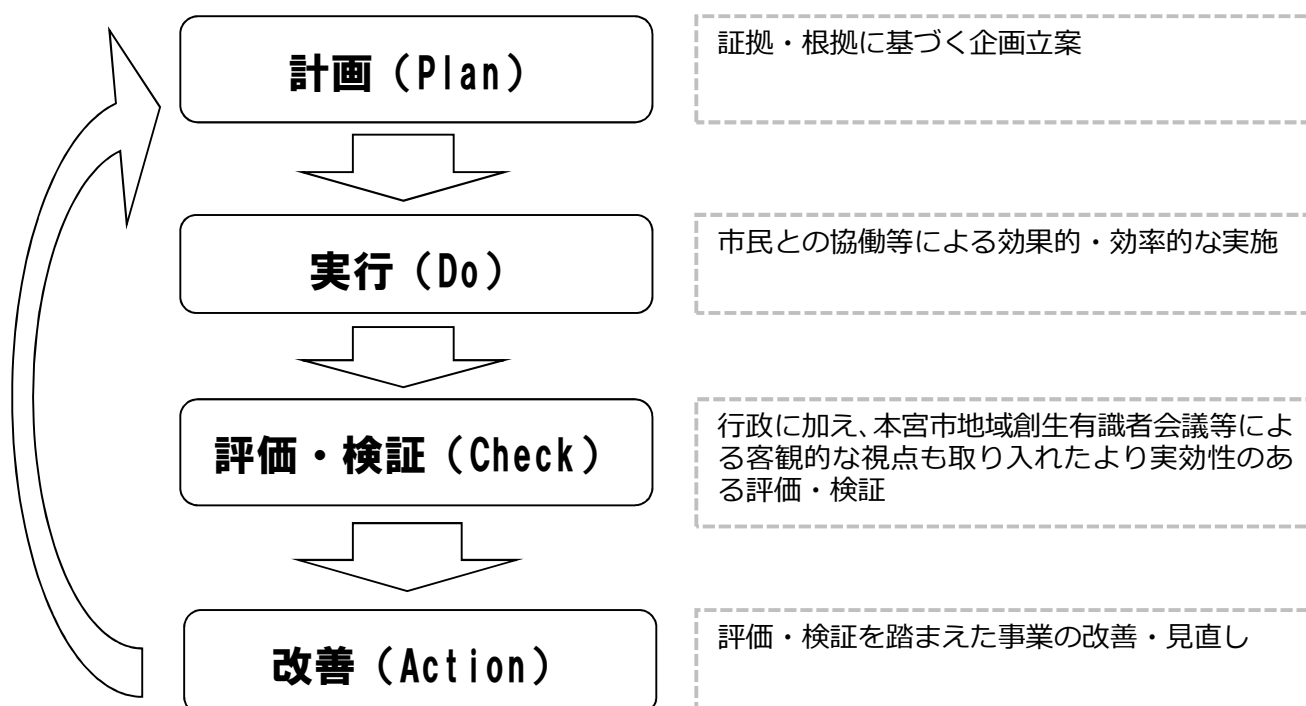 計画（Plan）
証拠・根拠に基づく企画立案
実行（Do）
市民との協働等による効果的・効率的な実施
評価・検証（Check）
行政に加え、本宮市地域創生有識者会議等によ
る客観的な視点も取り入れたより実効性のあ
る評価・検証
改善（Action）
評価・検証を踏まえた事業の改善・見直し